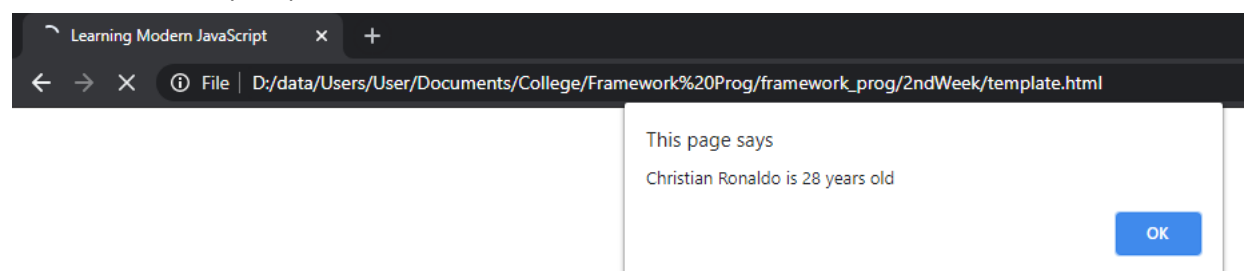 Learning Modern JavaScript
File D:/data/Users/User/Documents/College/Framework%20Prog/framework_prog/2ndWeek/template.html
This page says
Christian Ronaldo is 28 years old
OK